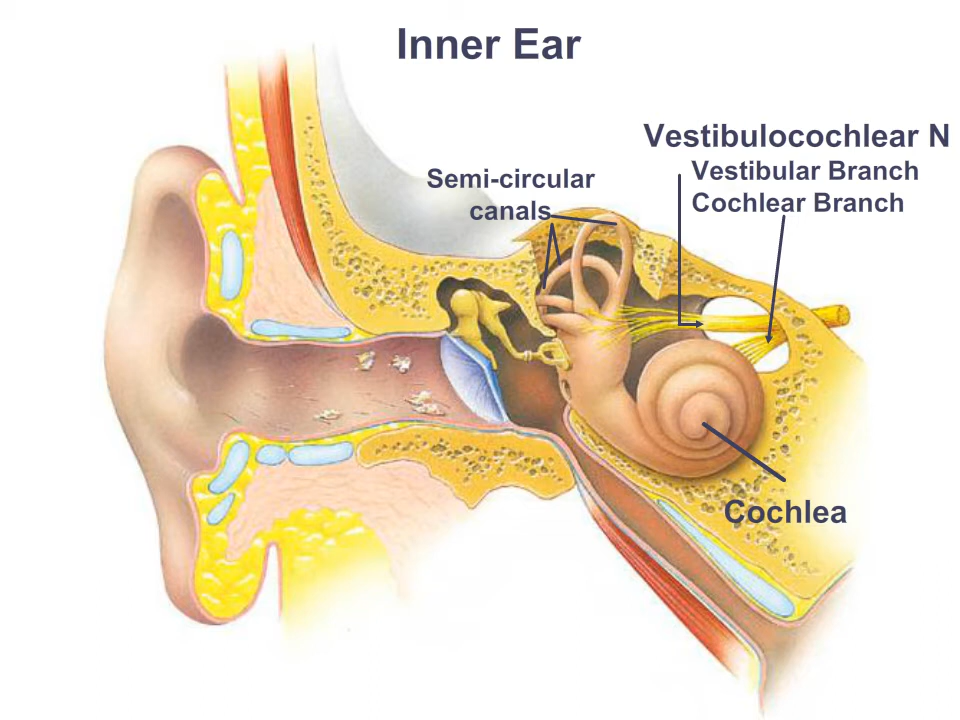 Inner Ear
Vestibulocochlear N
Vestibular Branch
Cochlear Branch
Semi-circular
canals
Cochlea